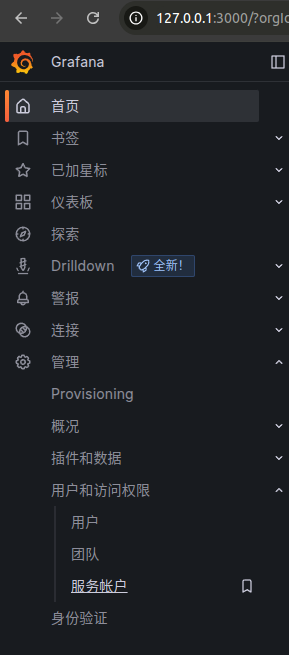 127.0.0.1:3000/?orgId
Grafana
首页
书签
已加星标
仪表板
探索
Drilldown 全新！
警报
连接
管理
Provisioning
概况
插件和数据
用户和访问权限
用户
团队
服务帐户
身份验证